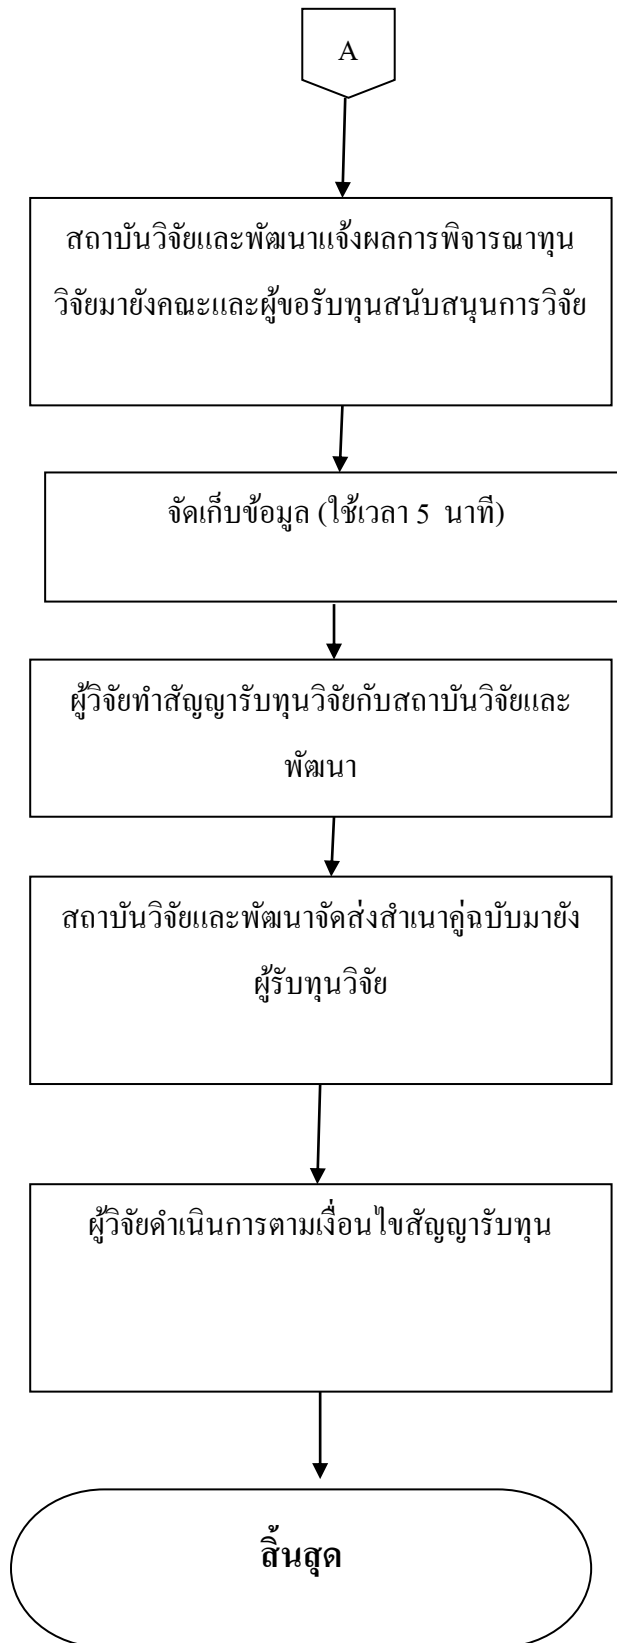 A
สถาบันวิจัยและพัฒนาแจ้งผลการพิจารณาทุน
วิจัยมายังคณะและผู้ขอรับทุนสนับสนุนการวิจัย
จัดเก็บข้อมูล (ใช้เวลา 5 นาที)
ผู้วิจัยทำสัญญารับทุนวิจัยกับสถาบันวิจัยและ
พัฒนา
สถาบันวิจัยและพัฒนาจัดส่งสำเนาคู่ฉบับมายัง
ผู้รับทุนวิจัย
ผู้วิจัยดำเนินการตามเงื่อนไขสัญญารับทุน
สิ้นสุด